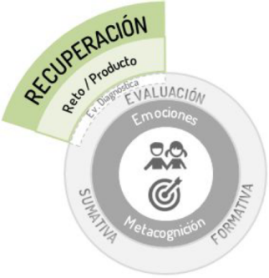 RECUPERACIÓN
Reto / Producto
Ev. Diagnóstica
EVALUACIÓN
Emociones
Metacognición
SUMATIVA
FORMATIVA